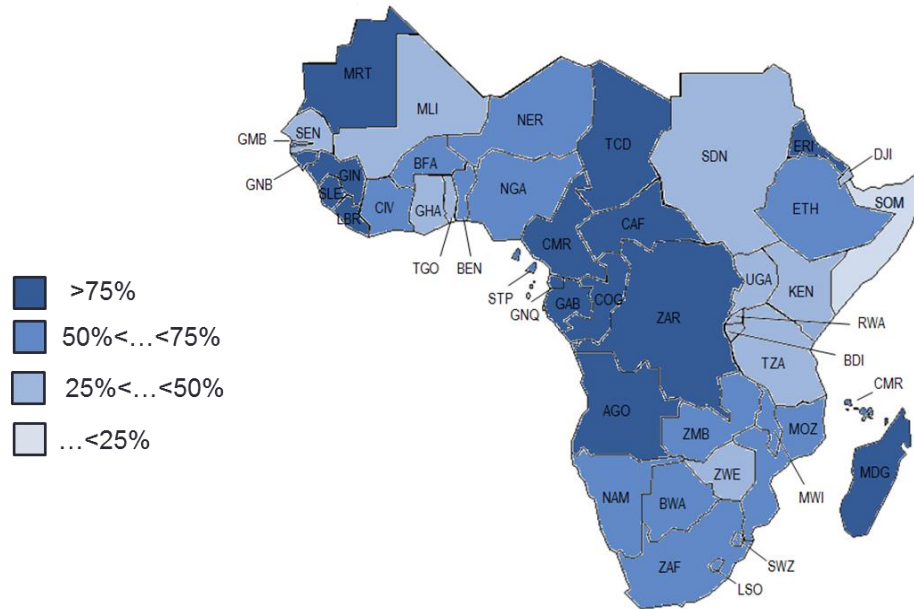 MRT
MLI
NER
TCD
SDN
ERI
DJI
SEN
GMB
GNB
GIN
SLE
LBR
BFA
CIV
GHA
NGA
TGO
BEN
CMR
CAF
ETH
SOM
STP
GNQ
GAB
COG
ZAR
UGA
KEN
RWA
BDI
TZA
CMR
AGO
ZMB
MOZ
MWI
MDG
ZWE
NAM
BWA
ZAF
SWZ
LSO
>75%
50%<...<75%
25%<...<50%
...<25%